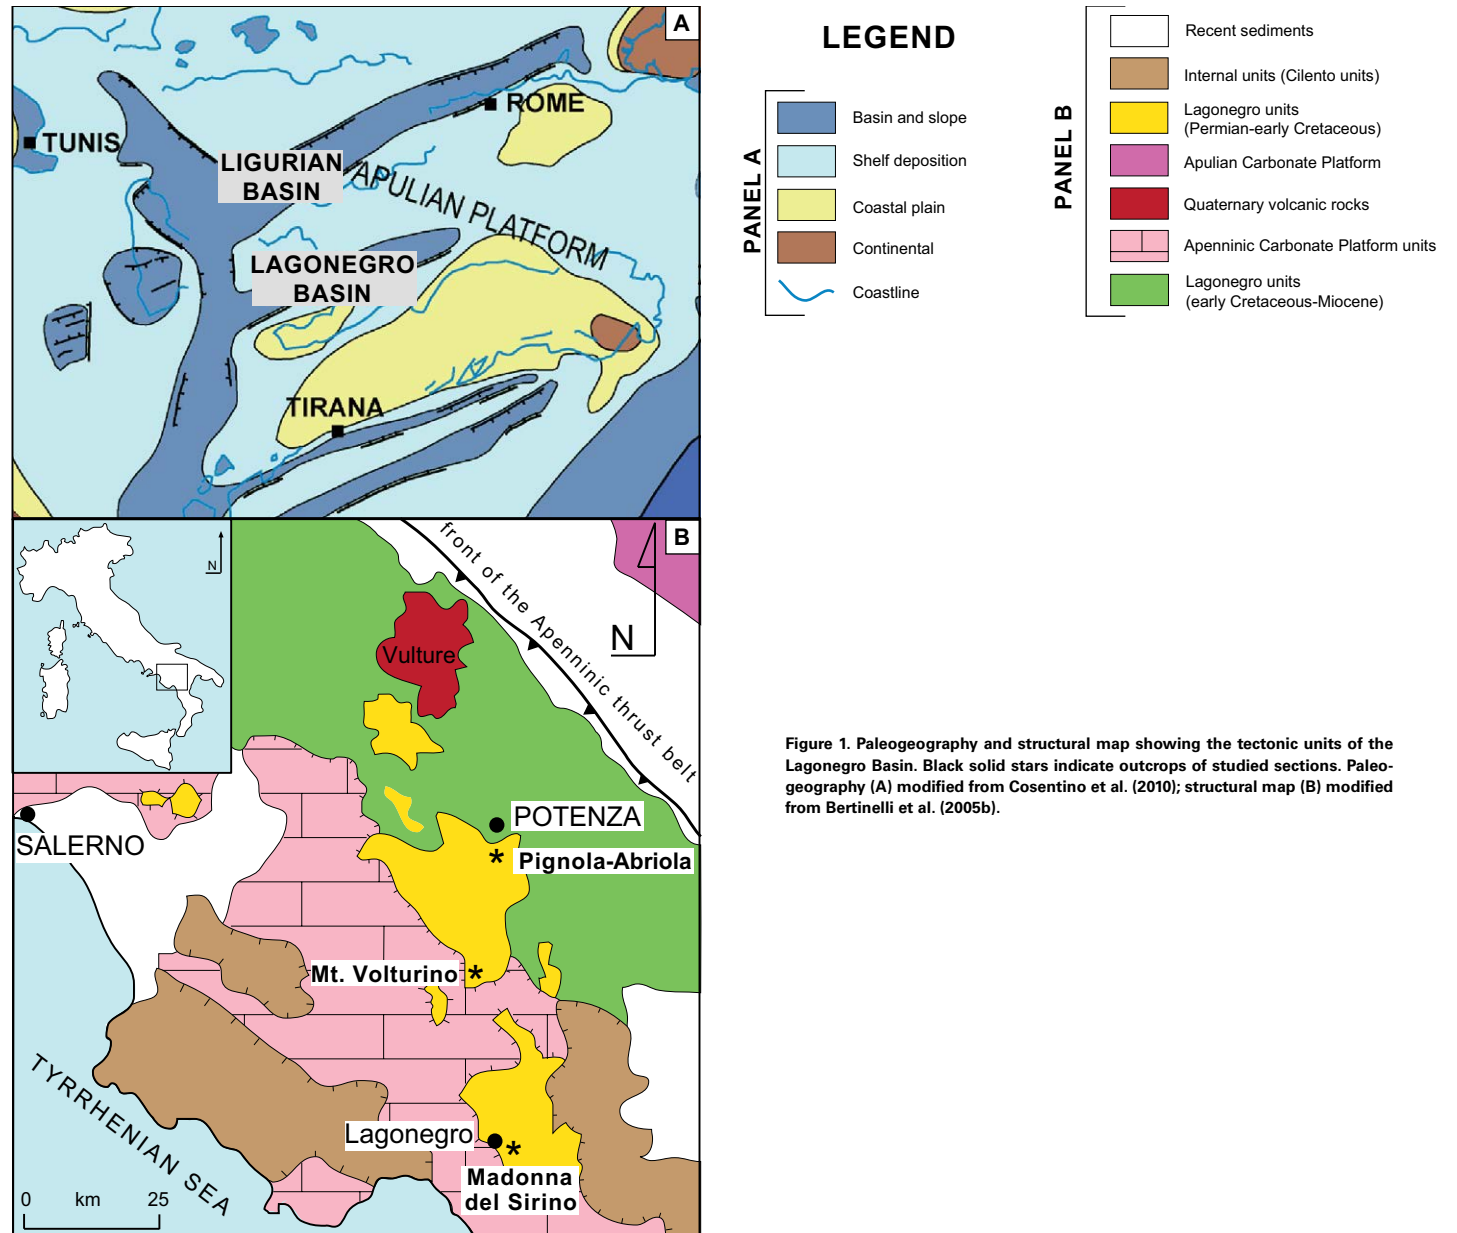 A
ROME
TUNIS
LIGURIAN
BASIN
APULIAN PLATFORM
LAGONEGRO
BASIN
TIRANA
B
N
front of the Apenninic thrust belt
N
Vulture
POTENZA
SALERNO
Pignola-Abriola
Mt. Volturino
TYRRHENIAN SEA
Lagonegro
Madonna
del Sirino
0 km 25
LEGEND
PANEL A
Basin and slope
Shelf deposition
Coastal plain
Continental
Coastline
PANEL B
Recent sediments
Internal units (Cilento units)
Lagonegro units
(Permian-early Cretaceous)
Apulian Carbonate Platform
Quaternary volcanic rocks
Apenninic Carbonate Platform units
Lagonegro units
(early Cretaceous-Miocene)
Figure 1. Paleogeography and structural map showing the tectonic units of the
Lagonegro Basin. Black solid stars indicate outcrops of studied sections. Paleo-
geography (A) modified from Cosentino et al. (2010); structural map (B) modified
from Bertinelli et al. (2005b).